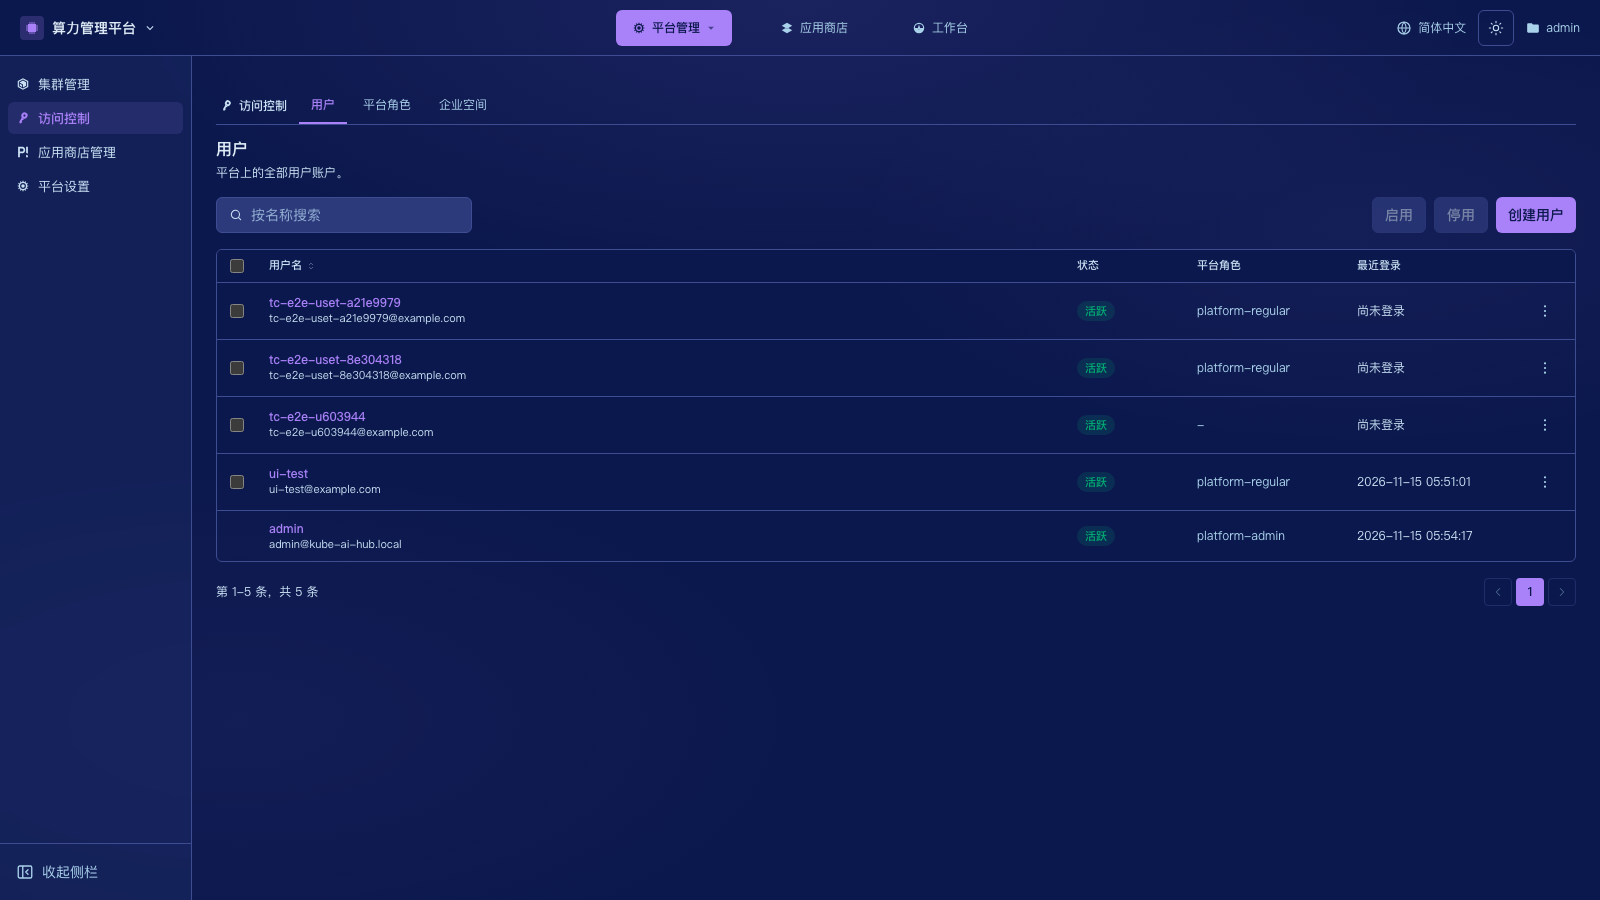 算力管理平台
平台管理
应用商店
工作台
简体中文
admin
集群管理
访问控制
应用商店管理
平台设置
收起侧栏
访问控制
用户
平台角色
企业空间
用户
平台上的全部用户账户。
按名称搜索
启用
停用
创建用户
用户名
状态
平台角色
最近登录
tc-e2e-uset-a21e9979
tc-e2e-uset-a21e9979@example.com
活跃
platform-regular
尚未登录
tc-e2e-uset-8e304318
tc-e2e-uset-8e304318@example.com
活跃
platform-regular
尚未登录
tc-e2e-u603944
tc-e2e-u603944@example.com
活跃
-
尚未登录
ui-test
ui-test@example.com
活跃
platform-regular
2026-11-15 05:51:01
admin
admin@kube-ai-hub.local
活跃
platform-admin
2026-11-15 05:54:17
第 1-5 条，共 5 条
1